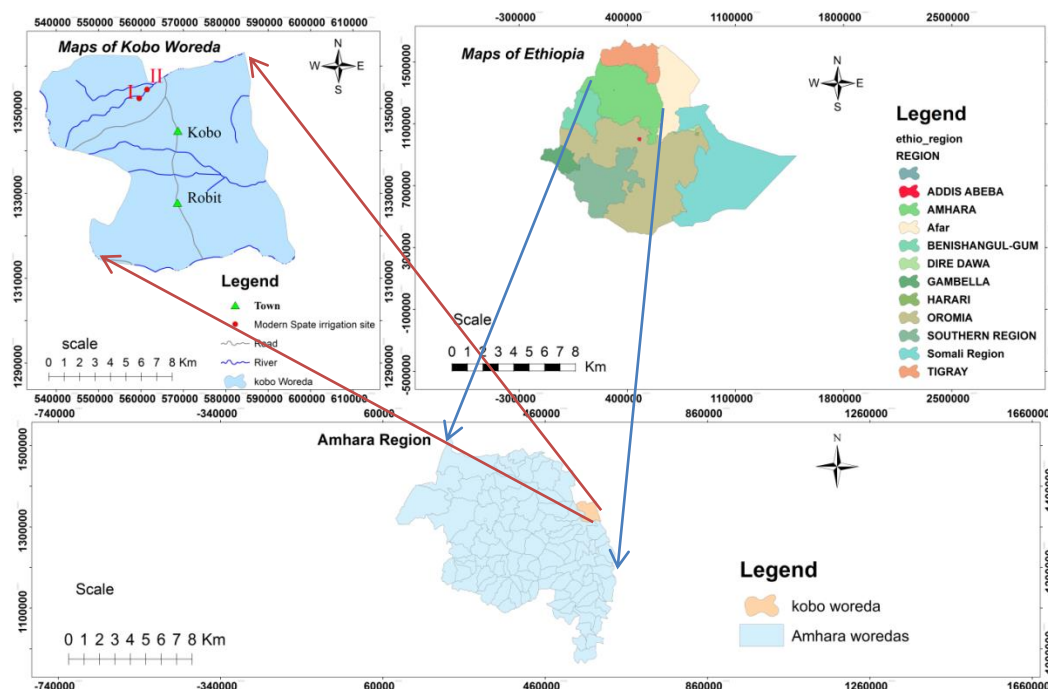 540000 550000 560000 570000 580000 590000 600000 610000
Maps of Kobo Woreda
N
W E
S
II
I
Kobo
Robit
1350000
1330000
1310000
1290000
1350000
1330000
1310000
1290000
Legend
Town
Modern Spate irrigation site
Road
River
kobo Woreda
scale
0 1 2 3 4 5 6 7 8 Km
540000 550000 560000 570000 580000 590000 600000 610000
-300000 400000 1100000 1800000 2500000
Maps of Ethiopia
N
W E
S
1500000
1100000
700000
300000
-100000
-500000
Legend
ethio_region
REGION
ADDIS ABEBA
AMHARA
Afar
BENISHANGUL-GUM
DIRE DAWA
GAMBELLA
HARARI
OROMIA
SOUTHERN REGION
Somali Region
TIGRAY
Scale
0 1 2 3 4 5 6 7 8
Km
-300000 400000 1100000 1800000 2500000
-740000 -340000 60000 460000 860000 1260000 1660000
Amhara Region
N
1500000
1300000
1100000
Scale
0 1 2 3 4 5 6 7 8 Km
Legend
kobo woreda
Amhara woredas
-740000 -340000 60000 460000 860000 1260000 1660000